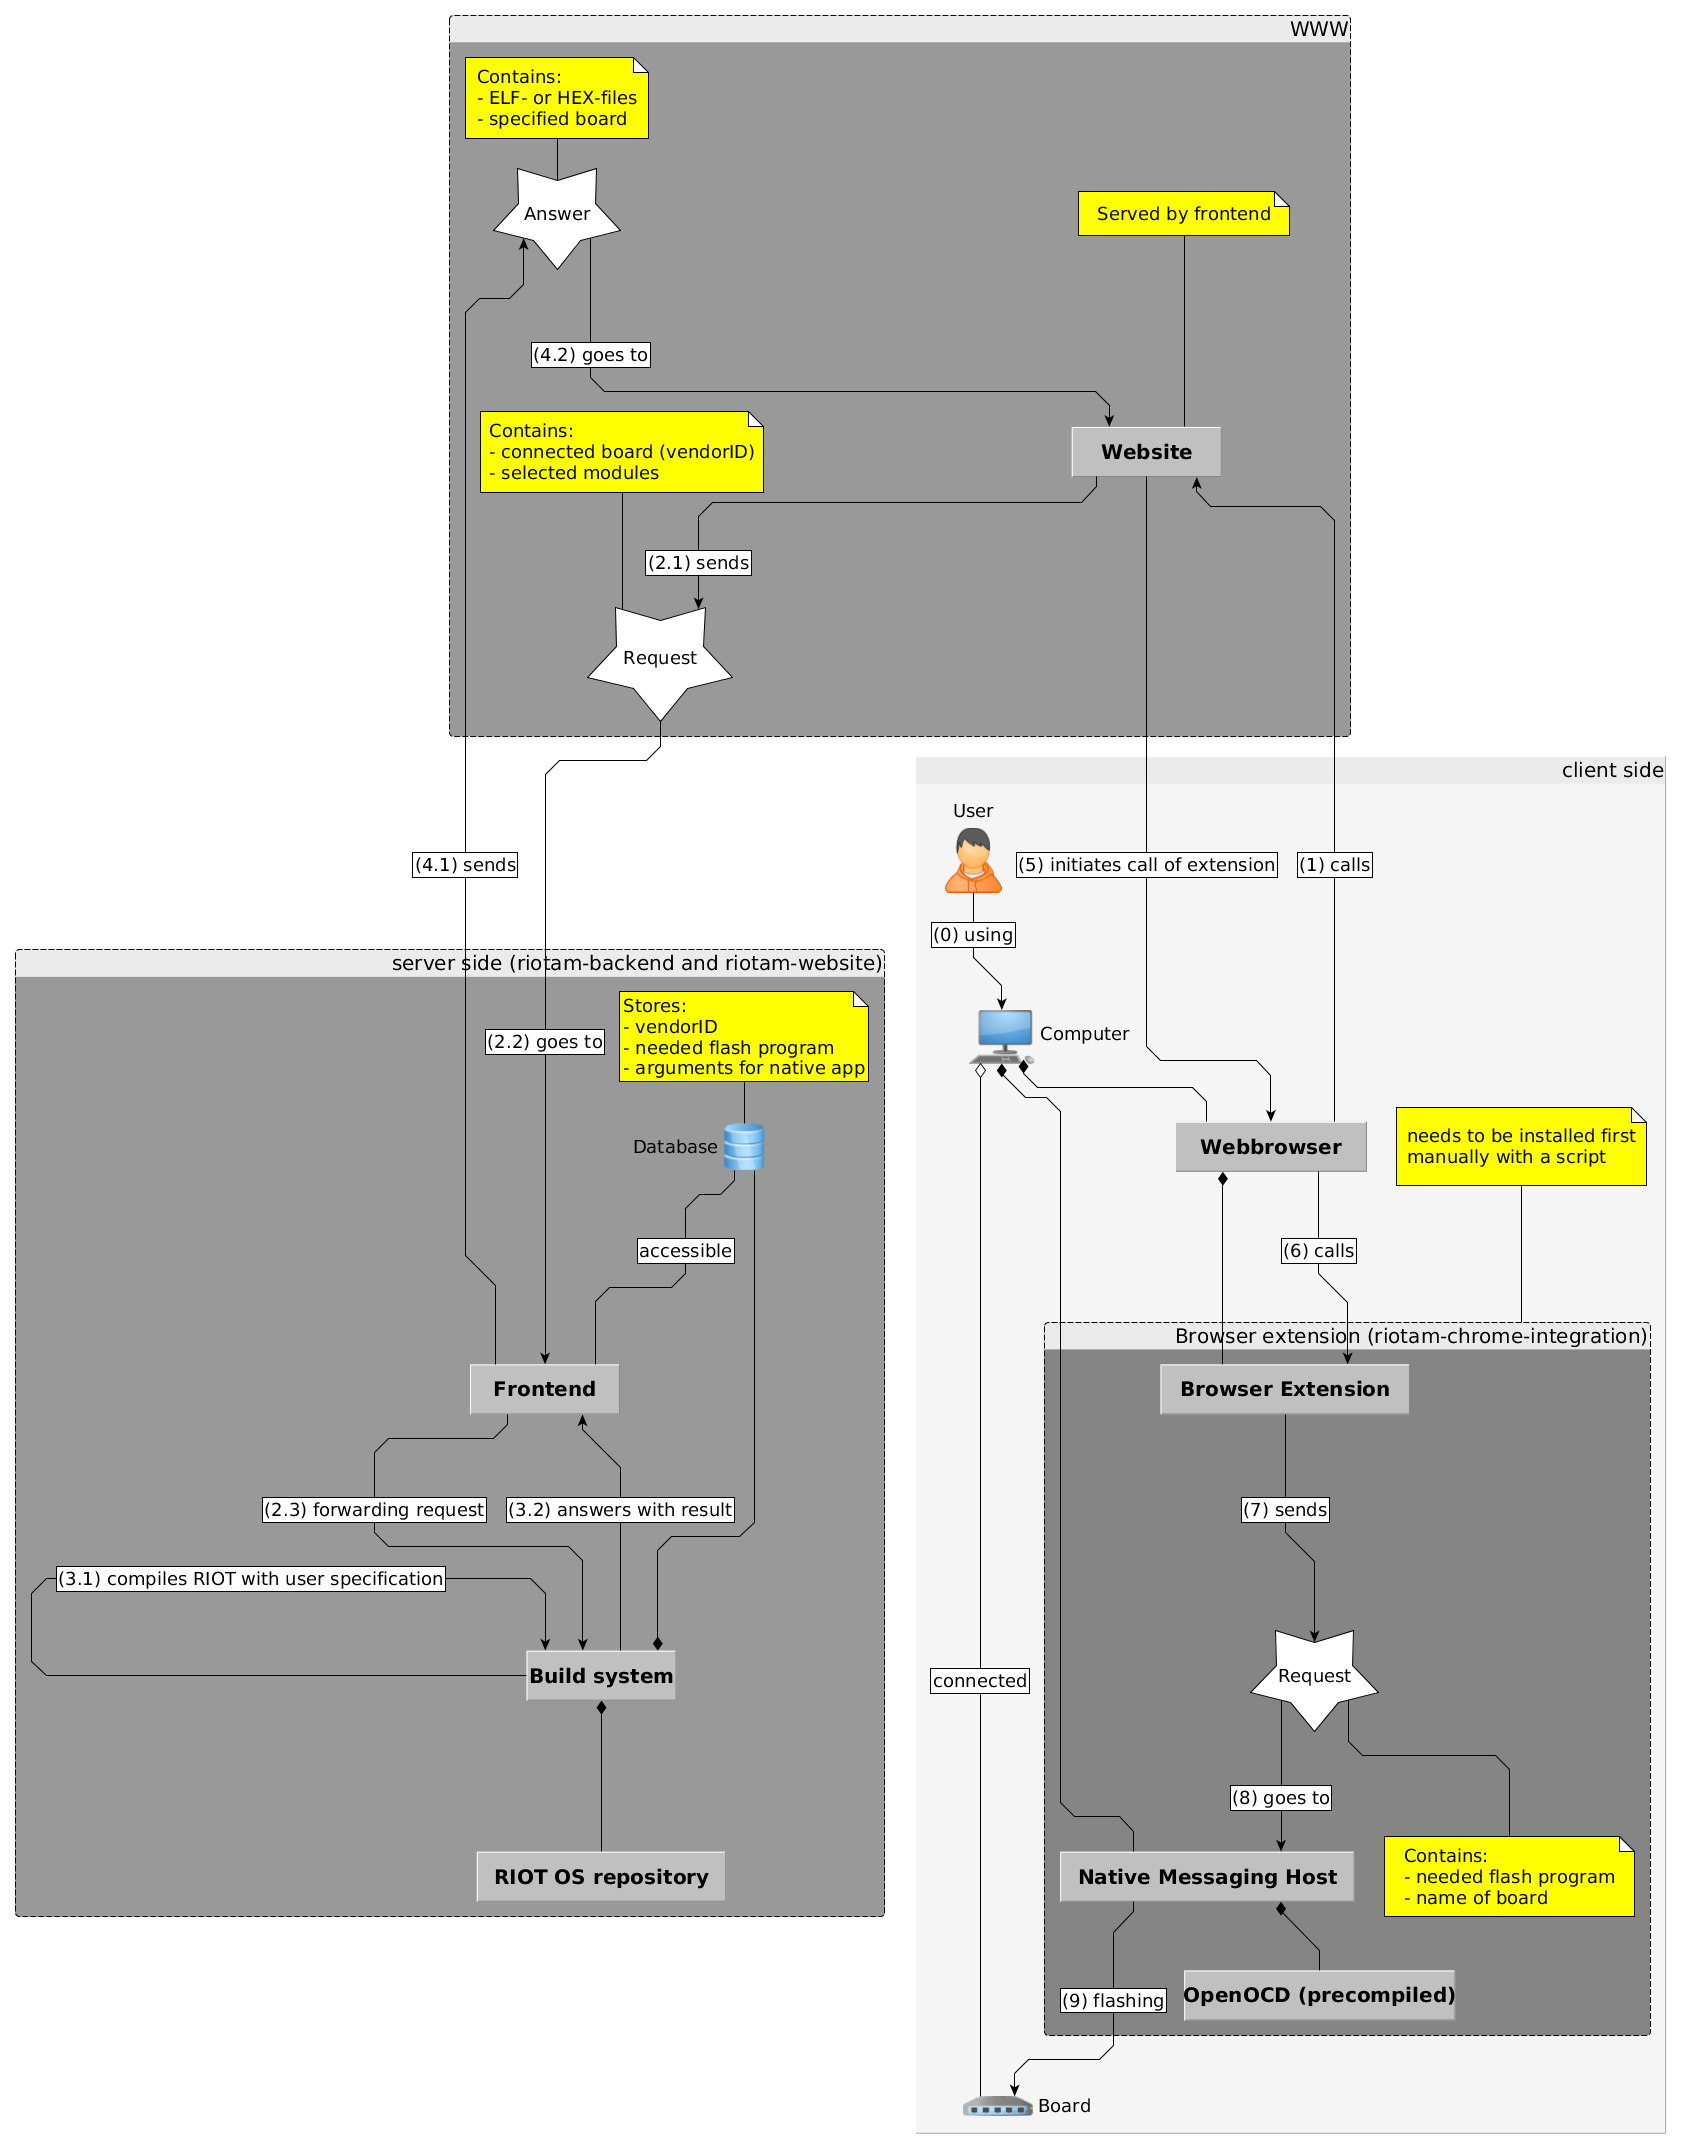 WWW
Contains:
- ELF- or HEX-files
- specified board
Answer
Served by frontend
(4.2) goes to
Contains:
- connected board (vendorID)
- selected modules
Website
(2.1) sends
Request
client side
User
(4.1) sends
(5) initiates call of extension
(1) calls
(0) using
server side (riotam-backend and riotam-website)
Stores:
- vendorID
- needed flash program
- arguments for native app
(2.2) goes to
Computer
Database
Webbrowser
needs to be installed first
manually with a script
accessible
(6) calls
Browser extension (riotam-chrome-integration)
Frontend
Browser Extension
(2.3) forwarding request
(3.2) answers with result
(7) sends
(3.1) compiles RIOT with user specification
Build system
connected
Request
(8) goes to
RIOT OS repository
Native Messaging Host
Contains:
- needed flash program
- name of board
(9) flashing
OpenOCD (precompiled)
Board